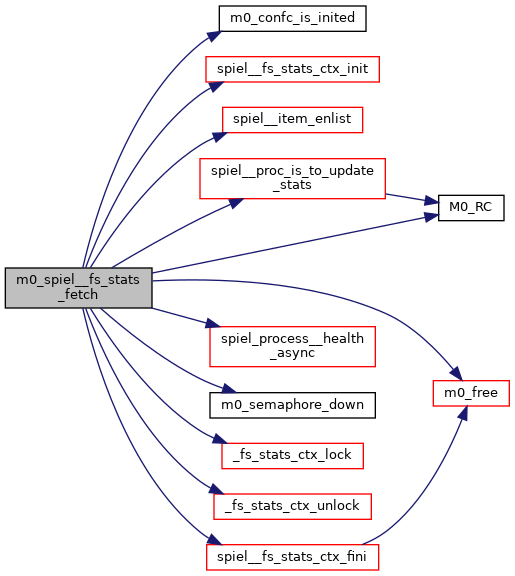 m0_confc_is_inited
spiel__fs_stats_ctx_init
spiel__item_enlist
spiel__proc_is_to_update
_stats
M0_RC
m0_spiel__fs_stats
_fetch
spiel_process__health
_async
m0_free
m0_semaphore_down
_fs_stats_ctx_lock
_fs_stats_ctx_unlock
spiel__fs_stats_ctx_fini